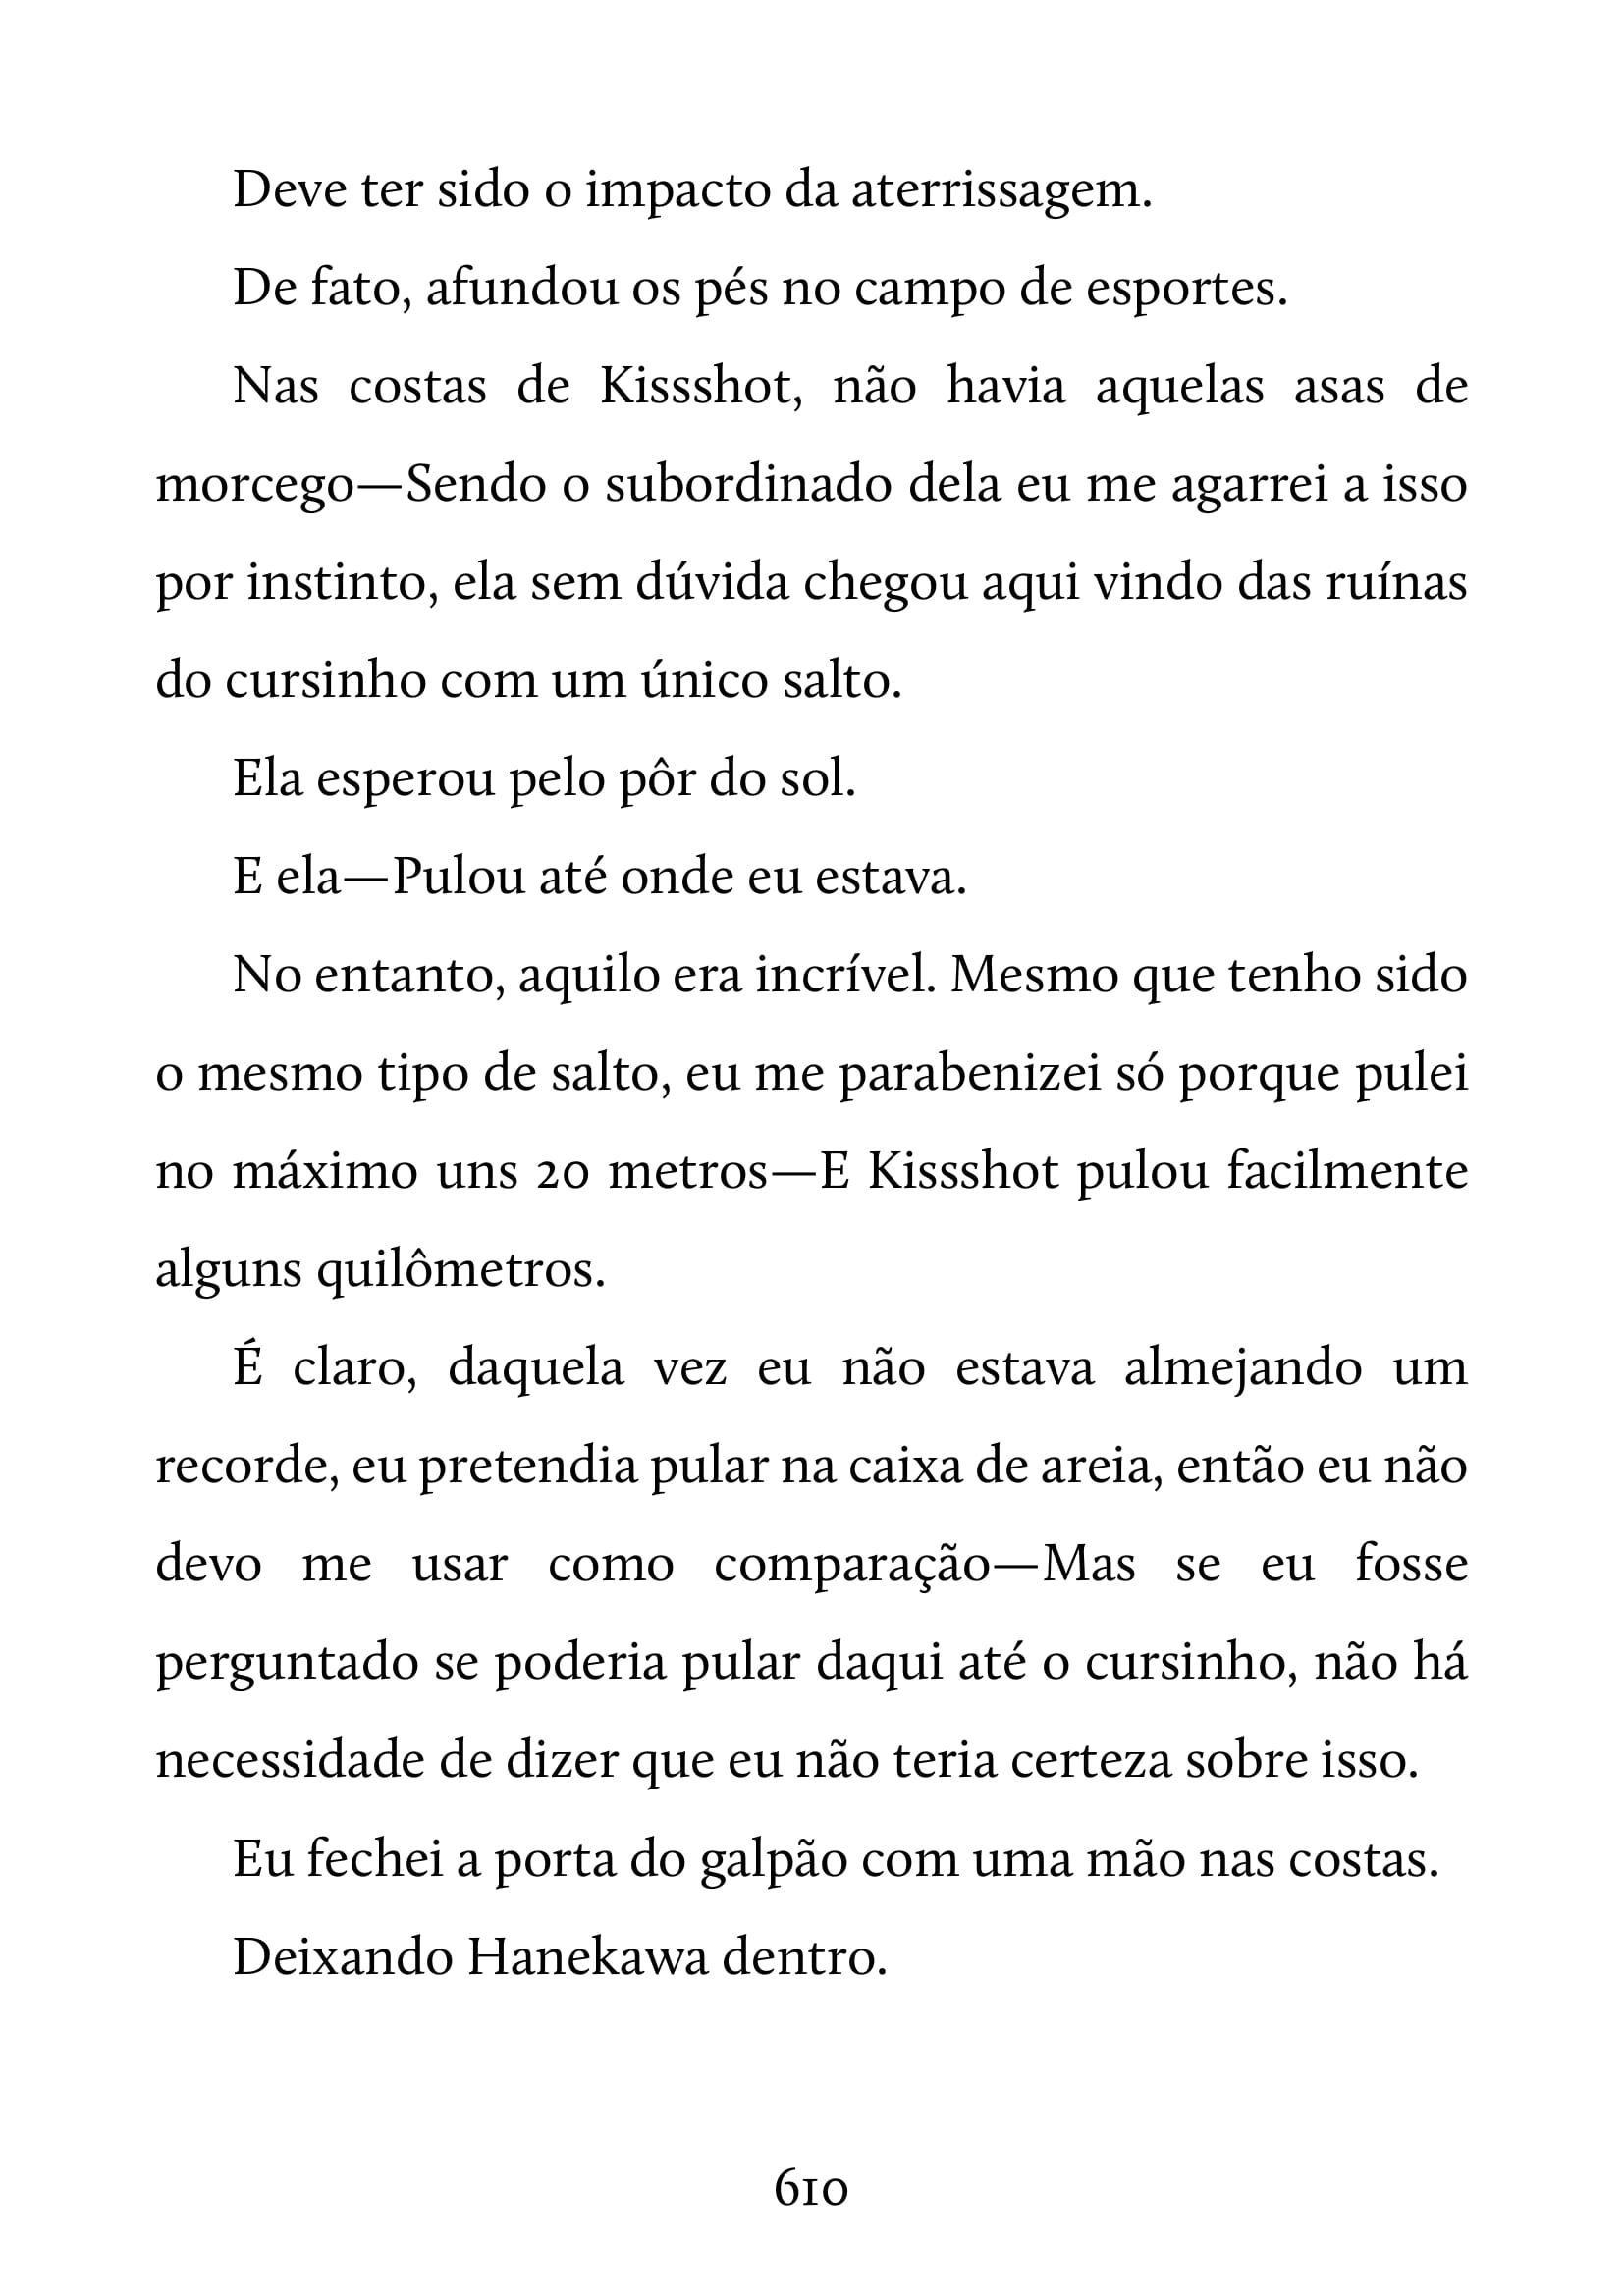 Deve ter sido o impacto da aterrissagem.
De fato, afundou os pés no campo de esportes.
Nas costas de Kissshot, não havia aquelas asas de
morcego—Sendo o subordinado dela eu me agarrei a isso
por instinto, ela sem dúvida chegou aqui vindo das ruínas
do cursinho com um único salto.
Ela esperou pelo pôr do sol.
E ela—Pulou até onde eu estava.
No entanto, aquilo era incrível. Mesmo que tenho sido
o mesmo tipo de salto, eu me parabenizei só porque pulei
no máximo uns 20 metros—E Kissshot pulou facilmente
alguns quilômetros.
É claro, daquela vez eu não estava almejando um
recorde, eu pretendia pular na caixa de areia, então eu não
devo me usar como comparação—Mas se eu fosse
perguntado se poderia pular daqui até o cursinho, não há
necessidade de dizer que eu não teria certeza sobre isso.
Eu fechei a porta do galpão com uma mão nas costas.
Deixando Hanekawa dentro.
610